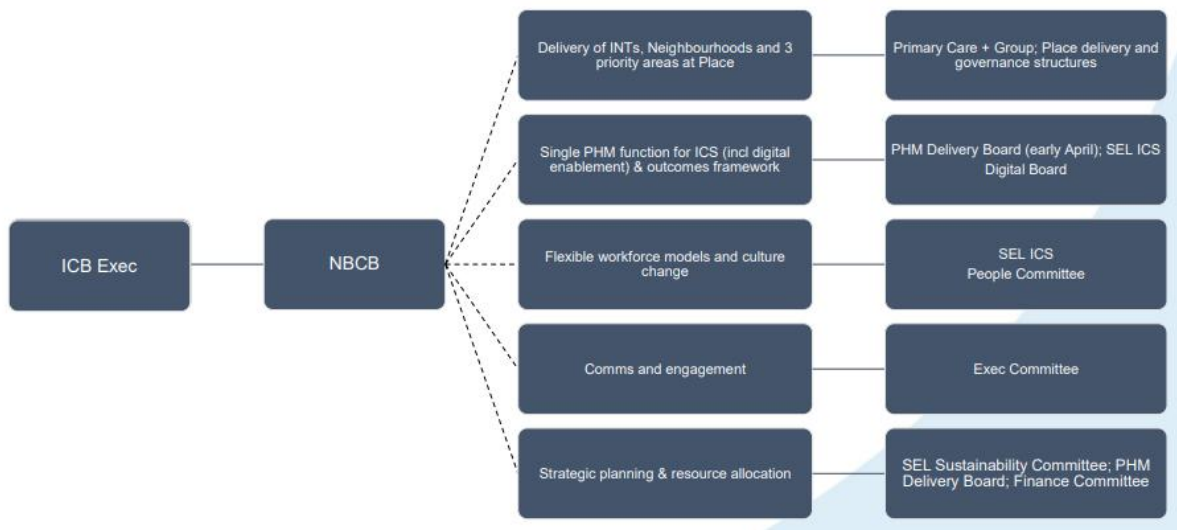 Delivery of INTs, Neighbourhoods and 3
priority areas at Place
Primary Care + Group; Place delivery and
governance structures
Single PHM function for ICS (incl digital
enablement) & outcomes framework
PHM Delivery Board (early April); SEL ICS
Digital Board
ICB Exec
NBCB
Flexible workforce models and culture
change
SEL ICS
People Committee
Comms and engagement
Exec Committee
Strategic planning & resource allocation
SEL Sustainability Committee; PHM
Delivery Board; Finance Committee